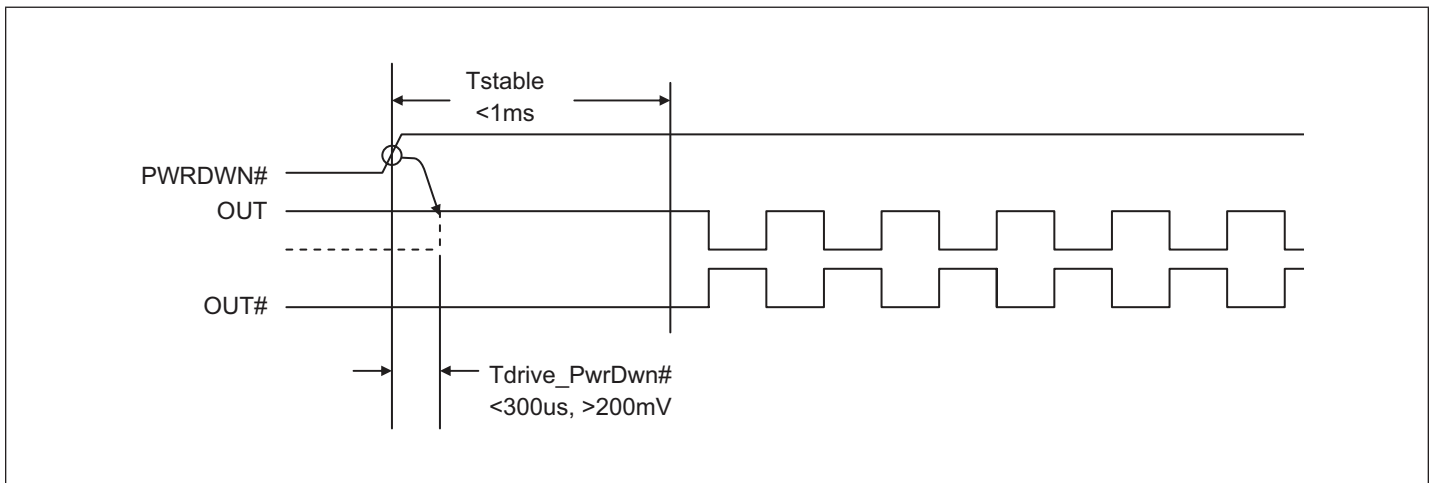 Tstable
<1ms
PWRDWN#
OUT
OUT#
Tdrive_PwrDwn#
<300us, >200mV